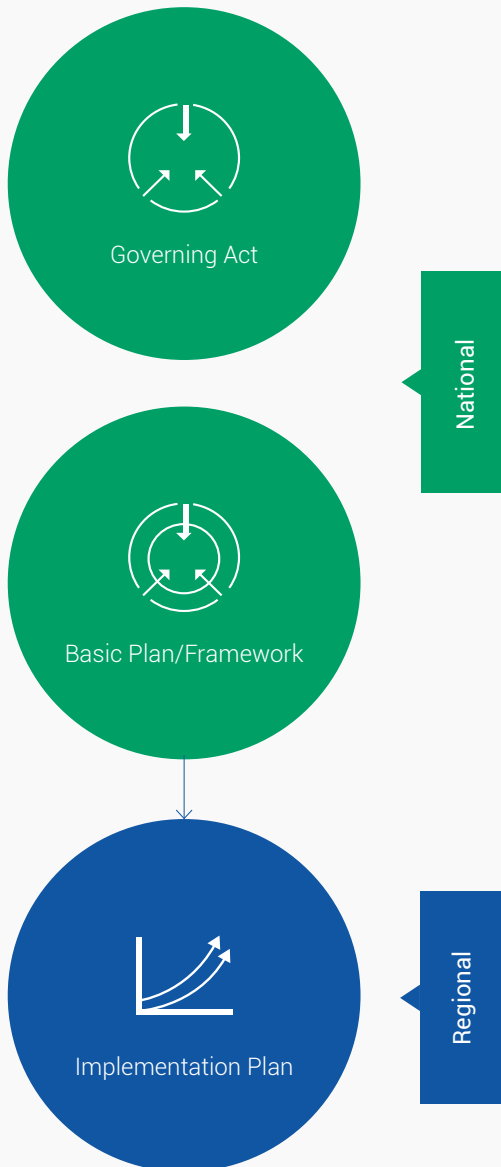 Governing Act
National
Basic Plan/Framework
Implementation Plan
Regional